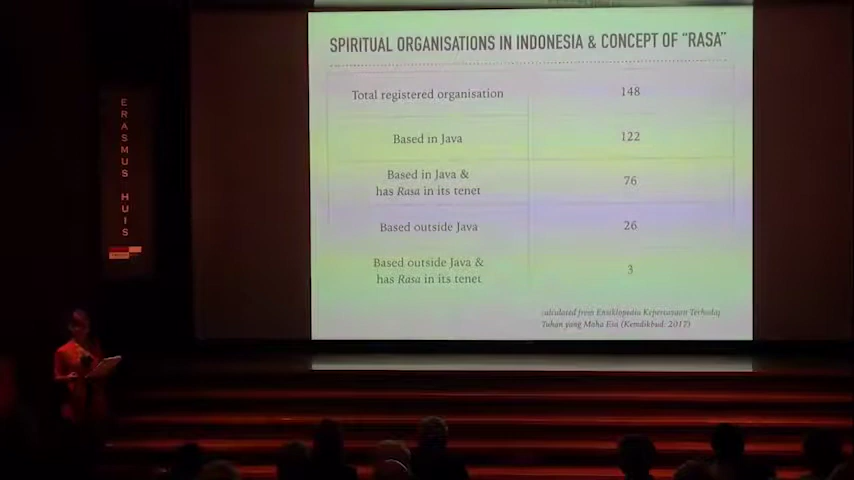 SPIRITUAL ORGANISATIONS IN INDONESIA & CONCEPT OF "RASA"
Total registered organisation 148
Based in Java 122
Based in Java &
has Rasa in its tenet 76
Based outside Java 26
Based outside Java &
has Rasa in its tenet 3
calculated from Ensiklopedia Kepercayaan Terhadap
Tuhan yang Maha Esa (Kemdikbud, 2017)
ERASMUS HUIS